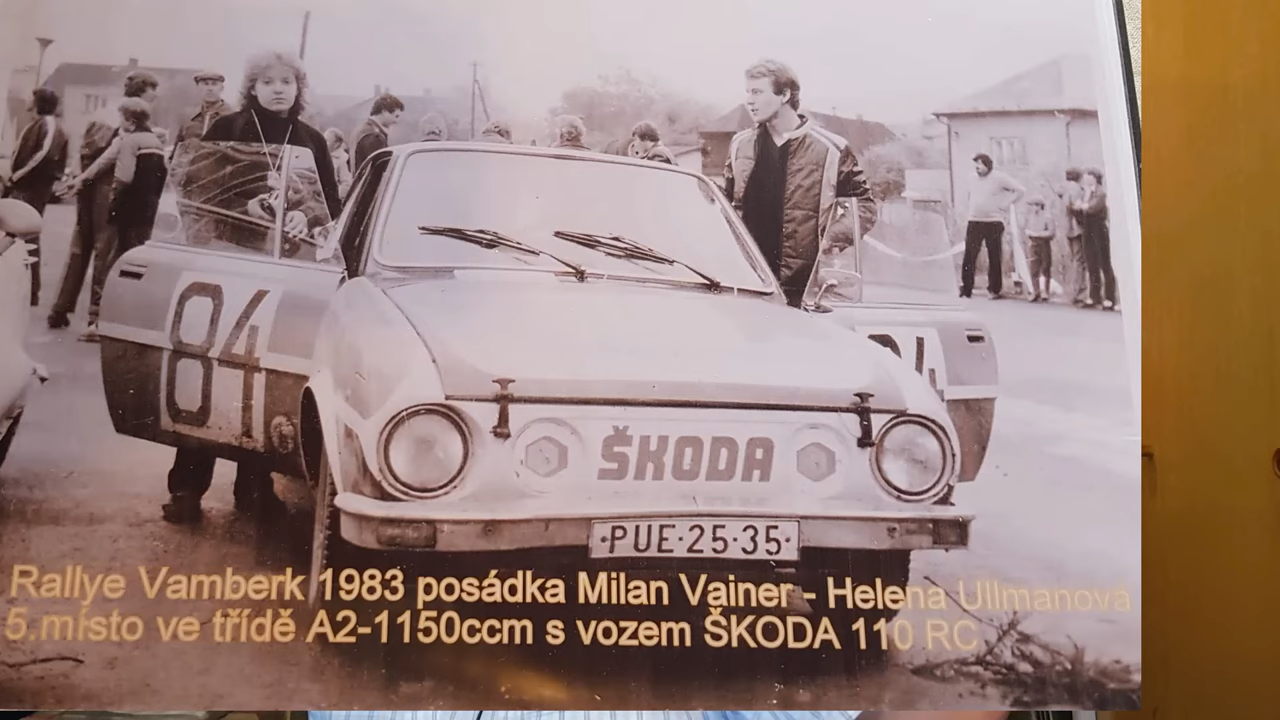 84
84
ŠKODA
PUE·25·35
Rallye Vamberk 1983 posádka Milan Vainer - Helena Ullmanová
5.místo ve třídě A2-1150ccm s vozem ŠKODA 110 RC